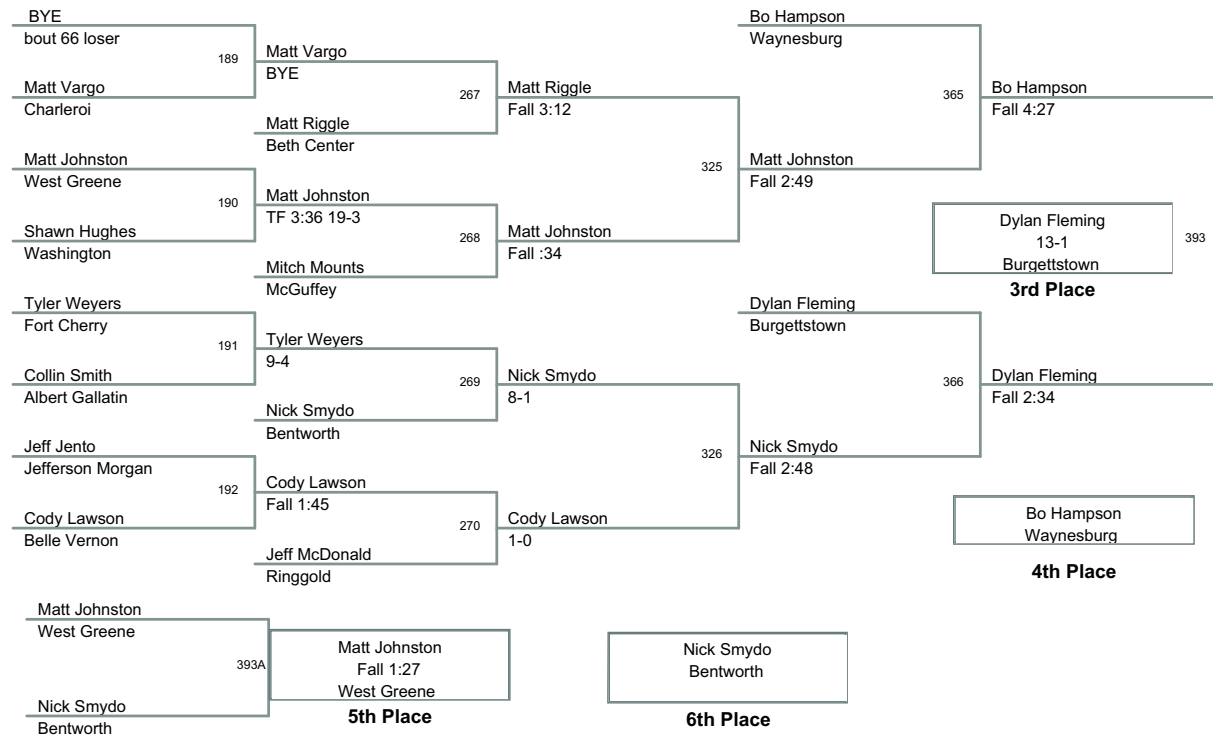 BYE
bout 66 loser
189
Matt Vargo
Charleroi
Matt Johnston
West Greene
190
Shawn Hughes
Washington
Tyler Weyers
Fort Cherry
191
Collin Smith
Albert Gallatin
Jeff Jento
Jefferson Morgan
192
Cody Lawson
Belle Vernon
Matt Vargo
BYE
267
Matt Riggle
Beth Center
Matt Johnston
TF 3:36 19-3
268
Mitch Mounts
McGuffey
Tyler Weyers
9-4
269
Nick Smydo
Bentworth
Cody Lawson
Fall 1:45
270
Jeff McDonald
Ringgold
Matt Riggle
Fall 3:12
325
Matt Johnston
Fall :34
Nick Smydo
8-1
326
Cody Lawson
1-0
Bo Hampson
Waynesburg
365
Matt Johnston
Fall 2:49
Dylan Fleming
Burgettstown
366
Nick Smydo
Fall 2:48
Bo Hampson
Fall 4:27
Dylan Fleming
13-1
Burgettstown
393
3rd Place
Dylan Fleming
Fall 2:34
Bo Hampson
Waynesburg
4th Place
Matt Johnston
West Greene
393A
Nick Smydo
Bentworth
Matt Johnston
Fall 1:27
West Greene
5th Place
Nick Smydo
Bentworth
6th Place